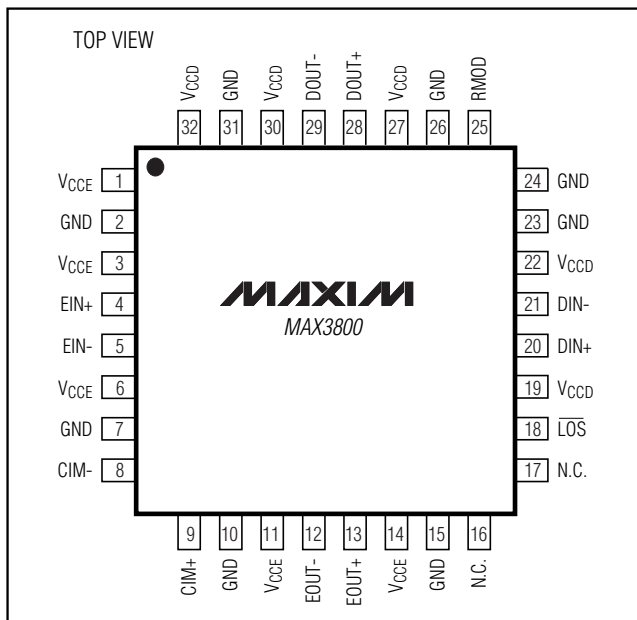 TOP VIEW
VCCD GND VCCD DOUT- DOUT+ VCCD GND RMOD
32 31 30 29 28 27 26 25
VCCE 1 24 GND
GND 2 23 GND
VCCE 3 22 VCCD
EIN+ 4 21 DIN-
EIN- 5 20 DIN+
VCCE 6 19 VCCD
GND 7 18 LOS
CIM- 8 17 N.C.
MAXIM
MAX3800
9 10 11 12 13 14 15 16
CIM+ GND VCCE EOUT- EOUT+ VCCE GND N.C.